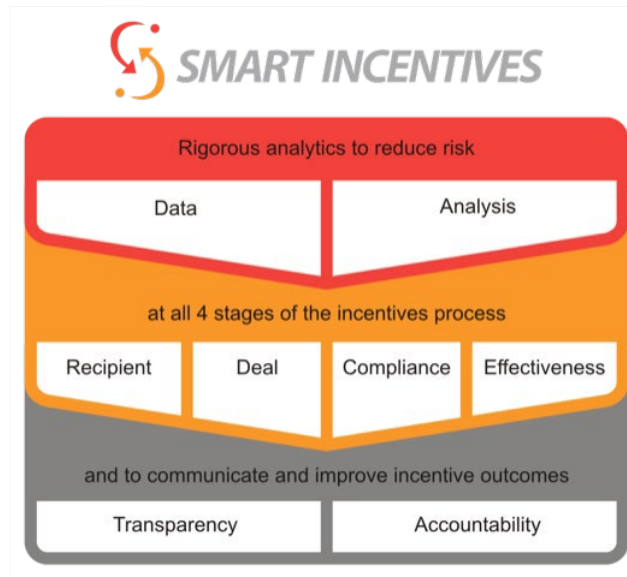 SMART INCENTIVES
Rigorous analytics to reduce risk
Data
Analysis
at all 4 stages of the incentives process
Recipient
Deal
Compliance
Effectiveness
and to communicate and improve incentive outcomes
Transparency
Accountability